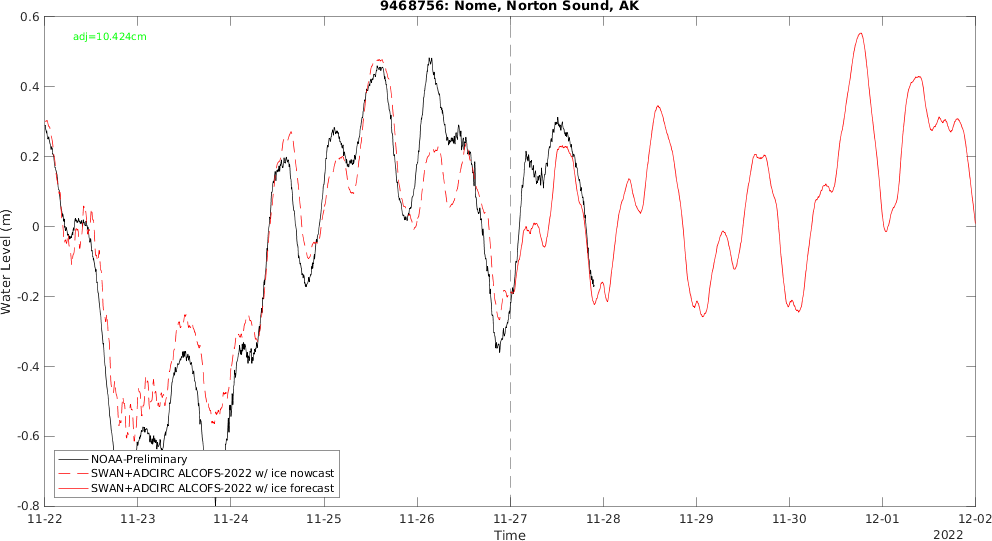 9468756: Nome, Norton Sound, AK
adj=10.424cm
0.6
0.4
0.2
0
-0.2
-0.4
-0.6
-0.8
Water Level (m)
NOAA-Preliminary
SWAN+ADCIRC ALCOFS-2022 w/ ice nowcast
SWAN+ADCIRC ALCOFS-2022 w/ ice forecast
11-22 11-23 11-24 11-25 11-26 11-27 11-28 11-29 11-30 12-01 12-02
Time
2022